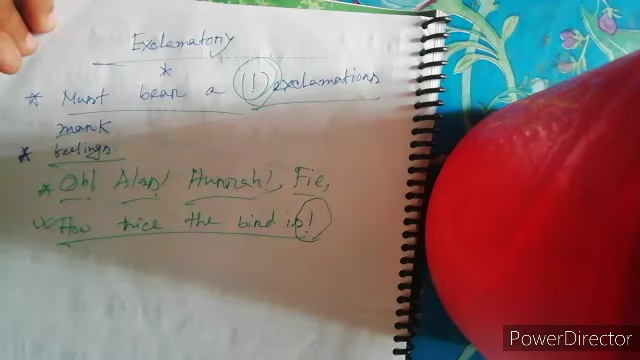 Exclamatory
*
* Must bear a (!) exclamations
mark
* feelings.
* Oh! Alas! Hurrah!, Fie,
* How nice the bird is!
PowerDirector